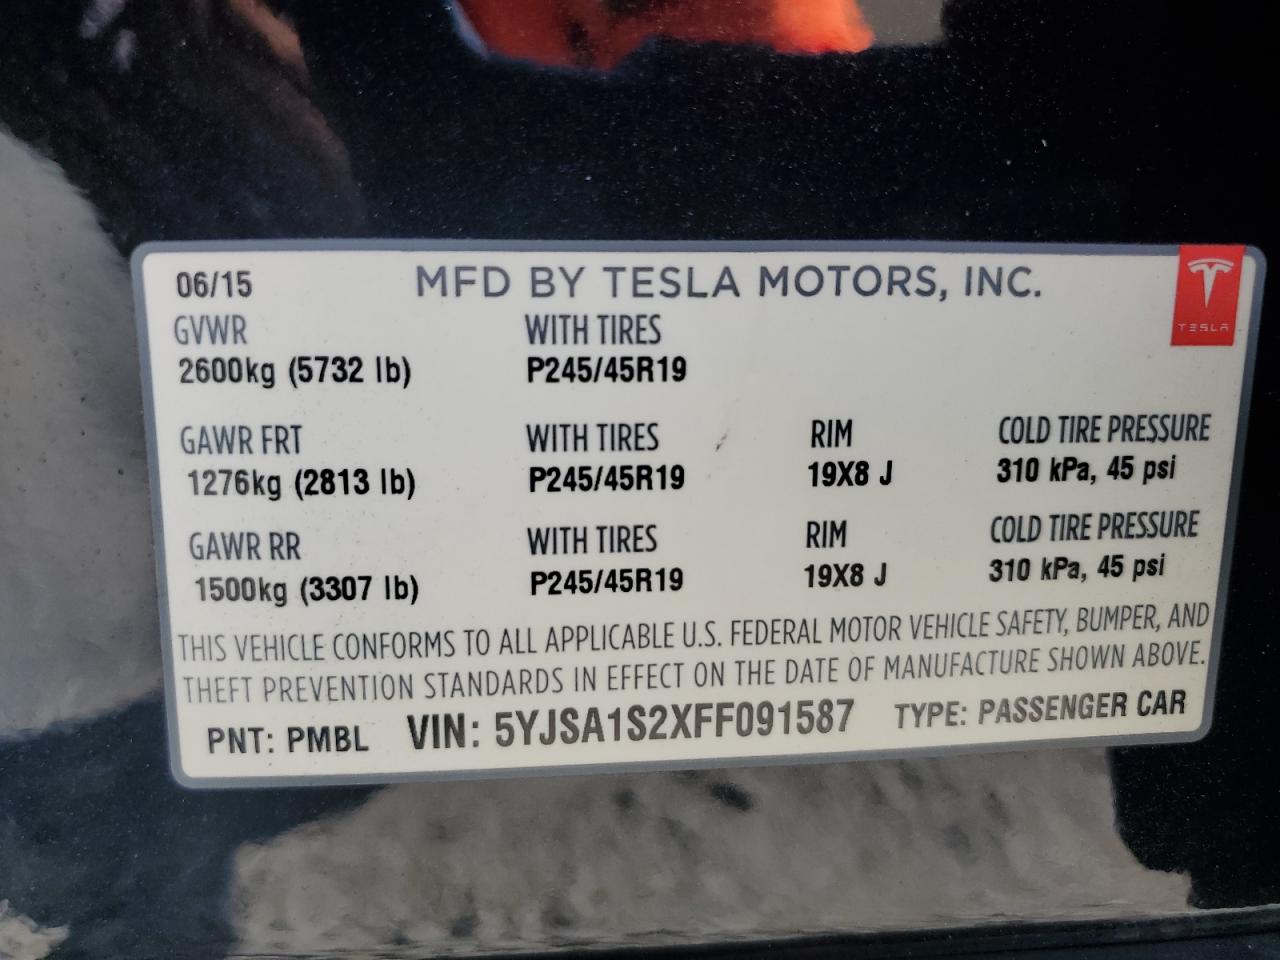 06/15 MFD BY TESLA MOTORS, INC.
TESLA
GVWR WITH TIRES
2600kg (5732 lb) P245/45R19
GAWR FRT WITH TIRES RIM COLD TIRE PRESSURE
1276kg (2813 lb) P245/45R19 19X8 J 310 kPa, 45 psi
GAWR RR WITH TIRES RIM COLD TIRE PRESSURE
1500kg (3307 lb) P245/45R19 19X8 J 310 kPa, 45 psi
THIS VEHICLE CONFORMS TO ALL APPLICABLE U.S. FEDERAL MOTOR VEHICLE SAFETY, BUMPER, AND
THEFT PREVENTION STANDARDS IN EFFECT ON THE DATE OF MANUFACTURE SHOWN ABOVE.
PNT: PMBL VIN: 5YJSA1S2XFF091587 TYPE: PASSENGER CAR